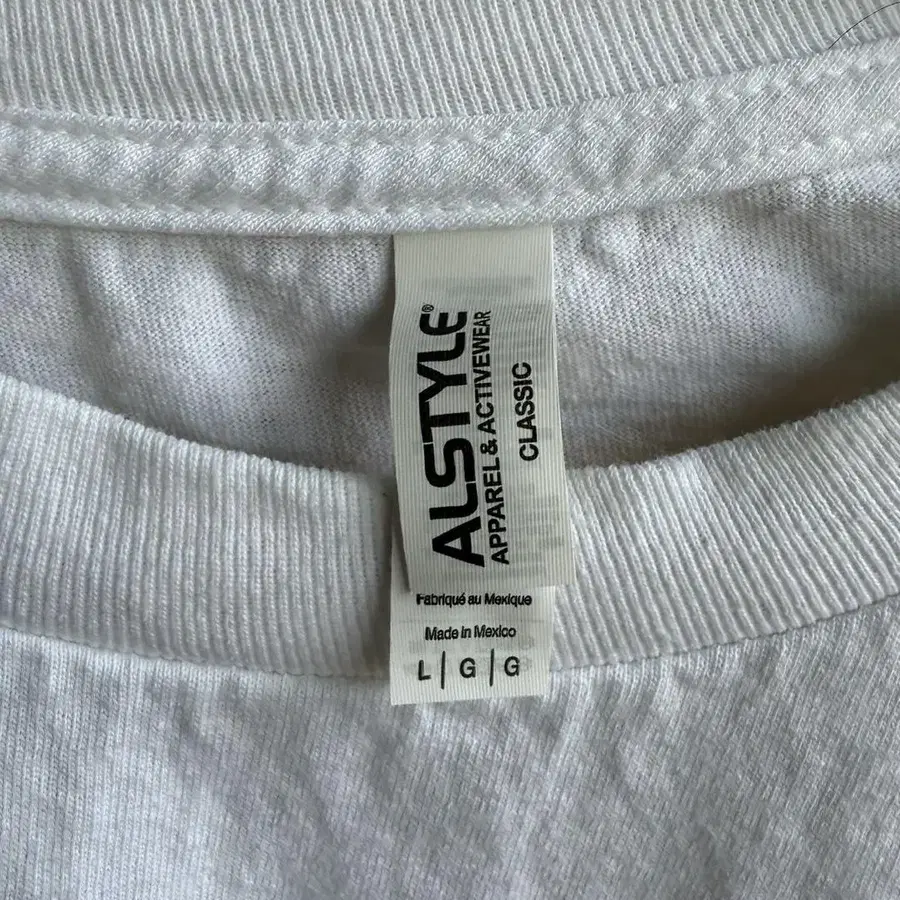 ALSTYLE®
APPAREL & ACTIVEWEAR
CLASSIC
Fabriqué au Mexique
Made in Mexico
L | G | G